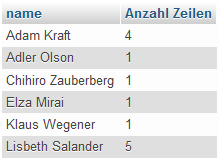 name Anzahl Zeilen
Adam Kraft 4
Adler Olson 1
Chihiro Zauberberg 1
Elza Mirai 1
Klaus Wegener 1
Lisbeth Salander 5